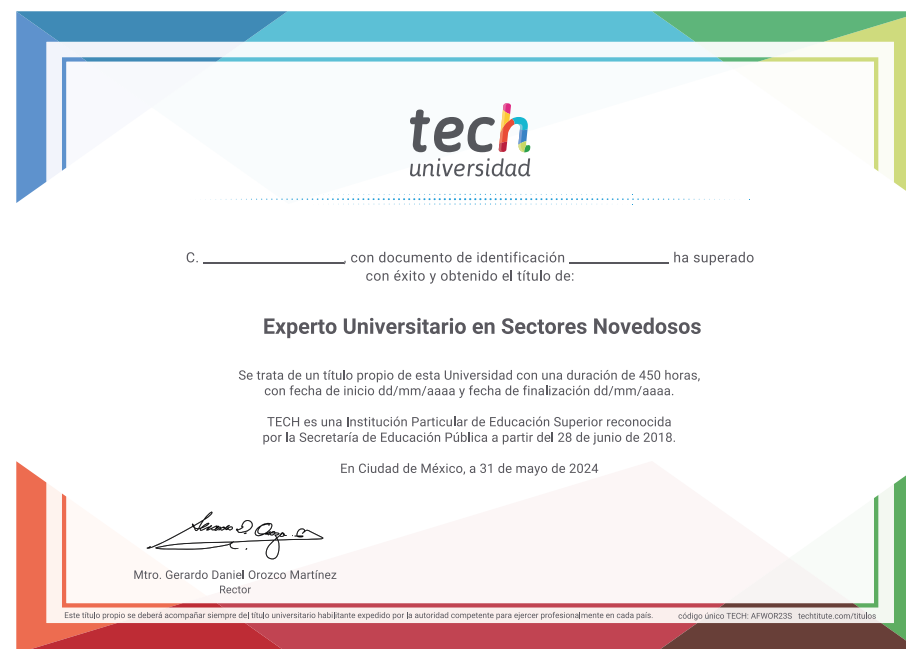 tech
universidad
C. ____________, con documento de identificación ____________ ha superado
con éxito y obtenido el título de:
Experto Universitario en Sectores Novedosos
Se trata de un título propio de esta Universidad con una duración de 450 horas,
con fecha de inicio dd/mm/aaaa y fecha de finalización dd/mm/aaaa.
TECH es una Institución Particular de Educación Superior reconocida
por la Secretaría de Educación Pública a partir del 28 de junio de 2018.
En Ciudad de México, a 31 de mayo de 2024
Mtro. Gerardo Daniel Orozco Martínez
Rector
Este título propio se deberá acompañar siempre del título universitario habilitante expedido por la autoridad competente para ejercer profesionalmente en cada país. código único TECH: AFWOR23S techtitute.com/titulos